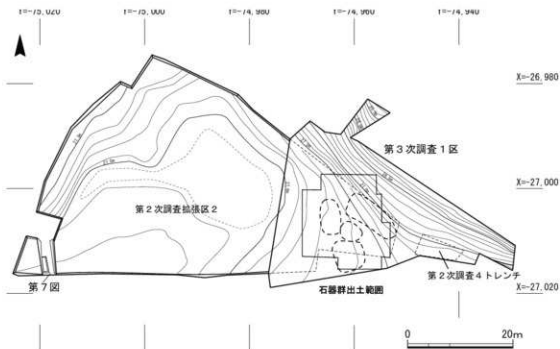 Y=-75,020
Y=-75,000
Y=-74,980
Y=-74,960
Y=-74,940
X=-26,980
第3次調査1区
X=-27,000
第2次調査拡張区2
第2次調査4トレンチ
第7図
石器群出土範囲
X=-27,020
0
20m